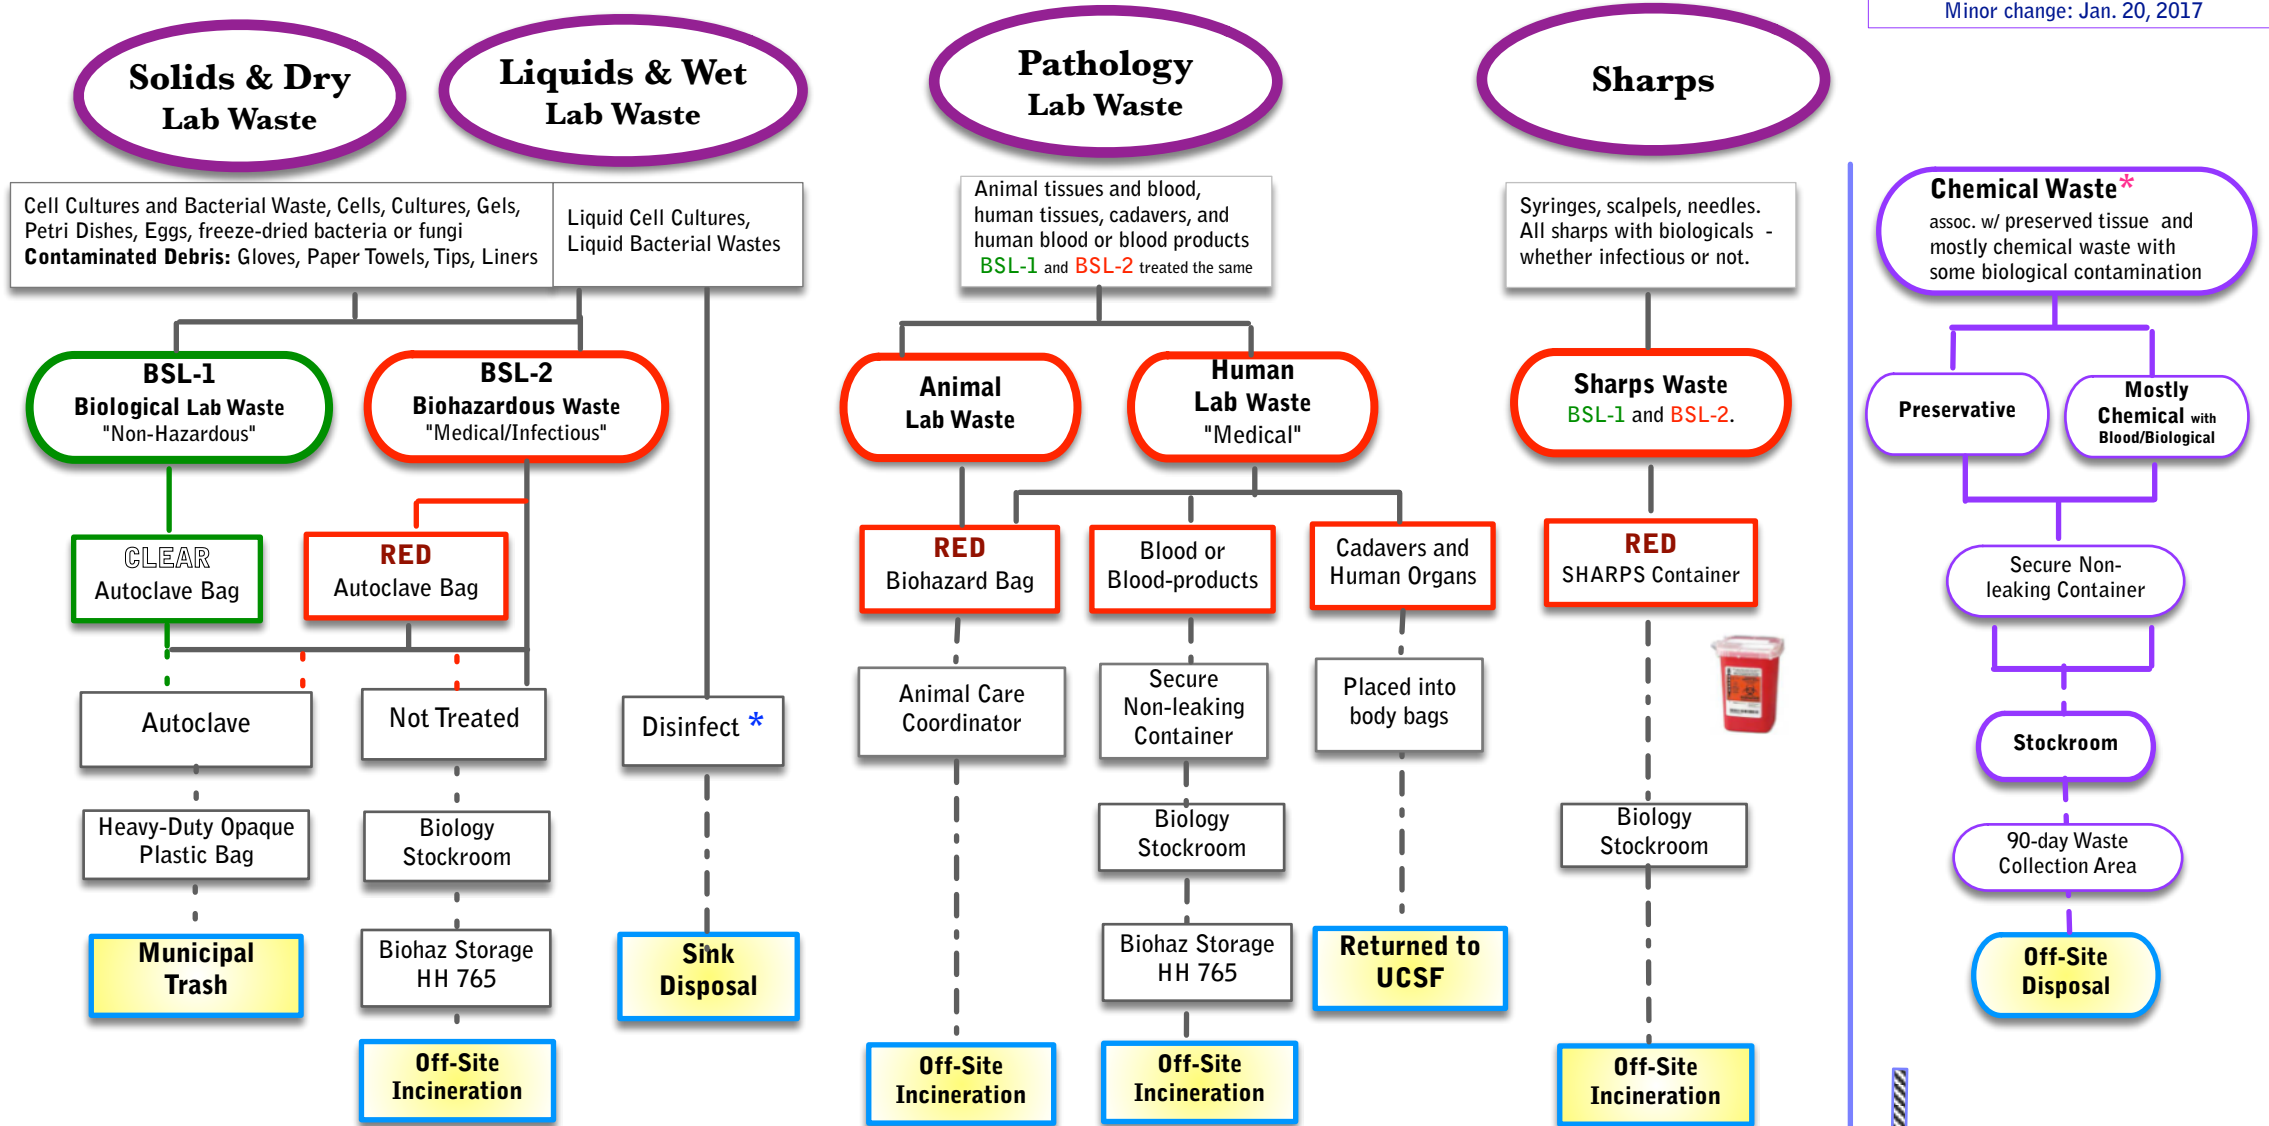 Minor change: Jan. 20, 2017
Solids & Dry
Lab Waste
Liquids & Wet
Lab Waste
Pathology
Lab Waste
Sharps
Cell Cultures and Bacterial Waste, Cells, Cultures, Gels,
Petri Dishes, Eggs, freeze-dried bacteria or fungi
Contaminated Debris: Gloves, Paper Towels, Tips, Liners
Liquid Cell Cultures,
Liquid Bacterial Wastes
Animal tissues and blood,
human tissues, cadavers, and
human blood or blood products
BSL-1 and BSL-2 treated the same
Syringes, scalpels, needles.
All sharps with biologicals -
whether infectious or not.
Chemical Waste*
assoc. w/ preserved tissue and
mostly chemical waste with
some biological contamination
BSL-1
Biological Lab Waste
"Non-Hazardous"
BSL-2
Biohazardous Waste
"Medical/Infectious"
Animal
Lab Waste
Human
Lab Waste
"Medical"
Sharps Waste
BSL-1 and BSL-2.
Preservative
Mostly
Chemical with
Blood/Biological
CLEAR
Autoclave Bag
RED
Autoclave Bag
RED
Biohazard Bag
Blood or
Blood-products
Cadavers and
Human Organs
RED
SHARPS Container
Secure Non-
leaking Container
Autoclave
Not Treated
Disinfect *
Animal Care
Coordinator
Secure
Non-leaking
Container
Placed into
body bags
Stockroom
Heavy-Duty Opaque
Plastic Bag
Biology
Stockroom
Biology
Stockroom
Biology
Stockroom
90-day Waste
Collection Area
Municipal
Trash
Biohaz Storage
HH 765
Sink
Disposal
Biohaz Storage
HH 765
Returned to
UCSF
Off-Site
Disposal
Off-Site
Incineration
Off-Site
Incineration
Off-Site
Incineration
Off-Site
Incineration